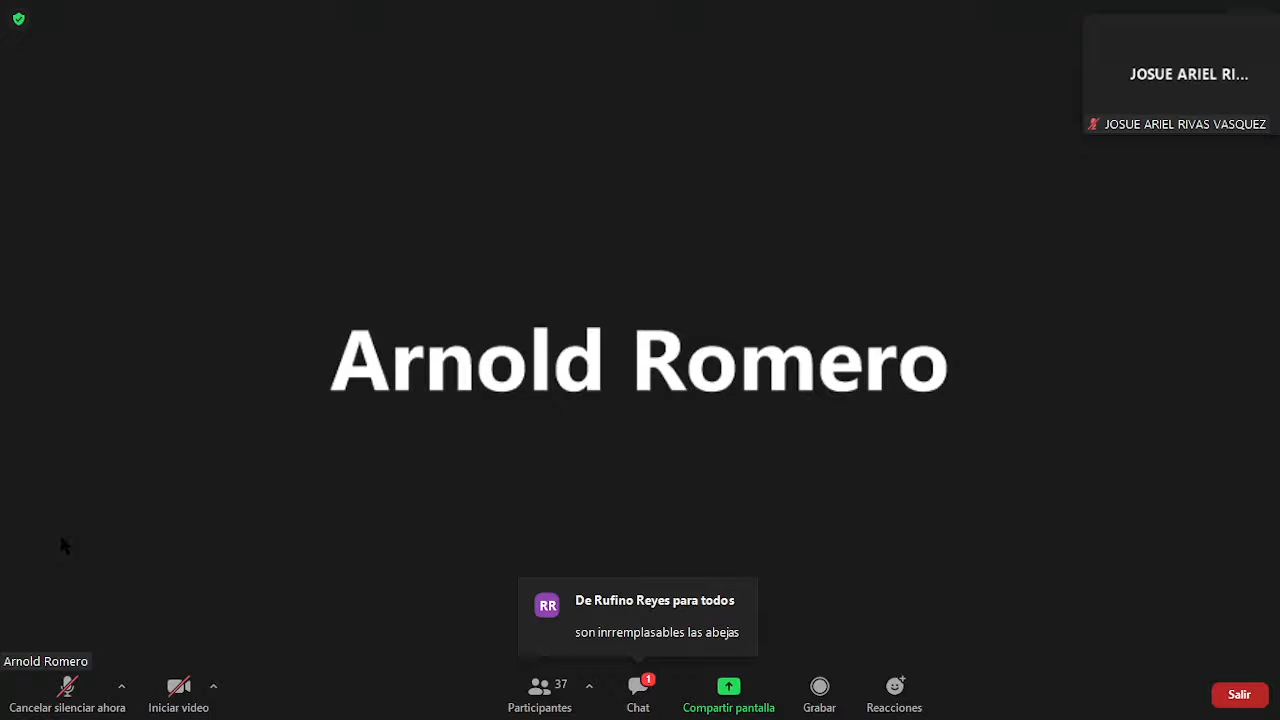 JOSUE ARIEL RI...
JOSUE ARIEL RIVAS VASQUEZ
Arnold Romero
RR
De Rufino Reyes para todos
son inrremplasables las abejas
Arnold Romero
37
1
Cancelar silenciar ahora
Iniciar video
Participantes
Chat
Compartir pantalla
Grabar
Reacciones
Salir